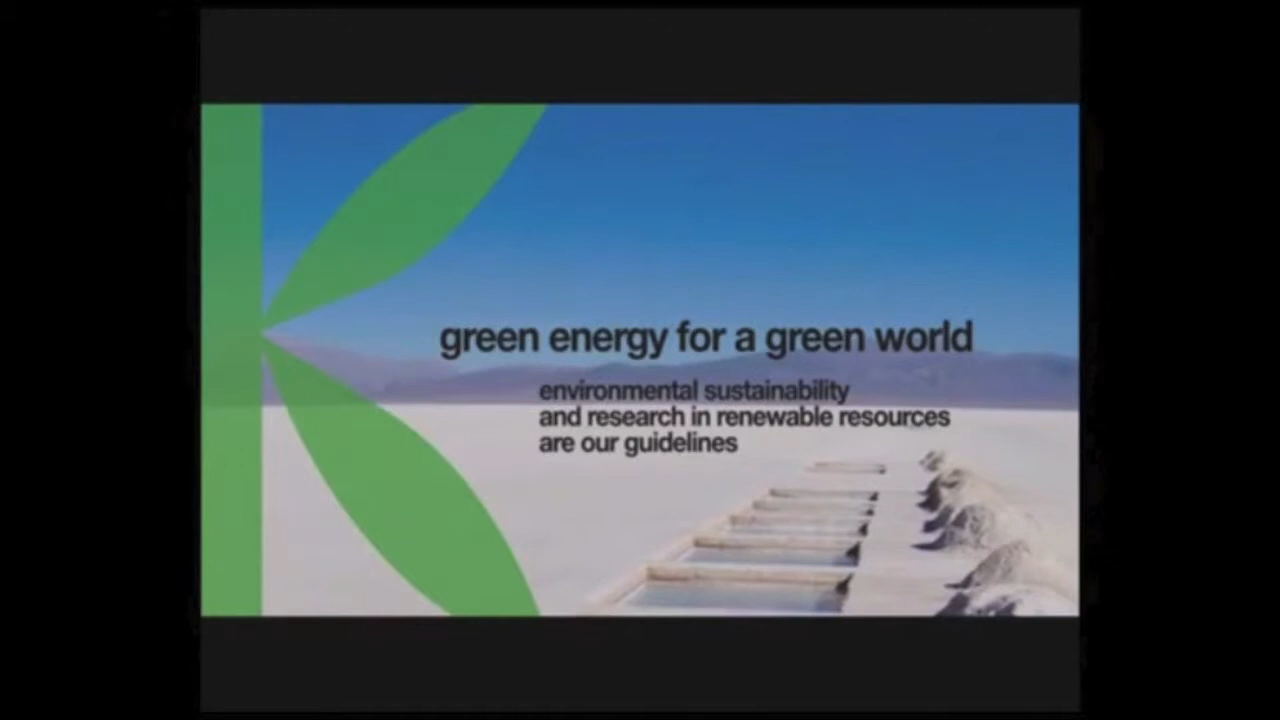 green energy for a green world
environmental sustainability
and research in renewable resources
are our guidelines